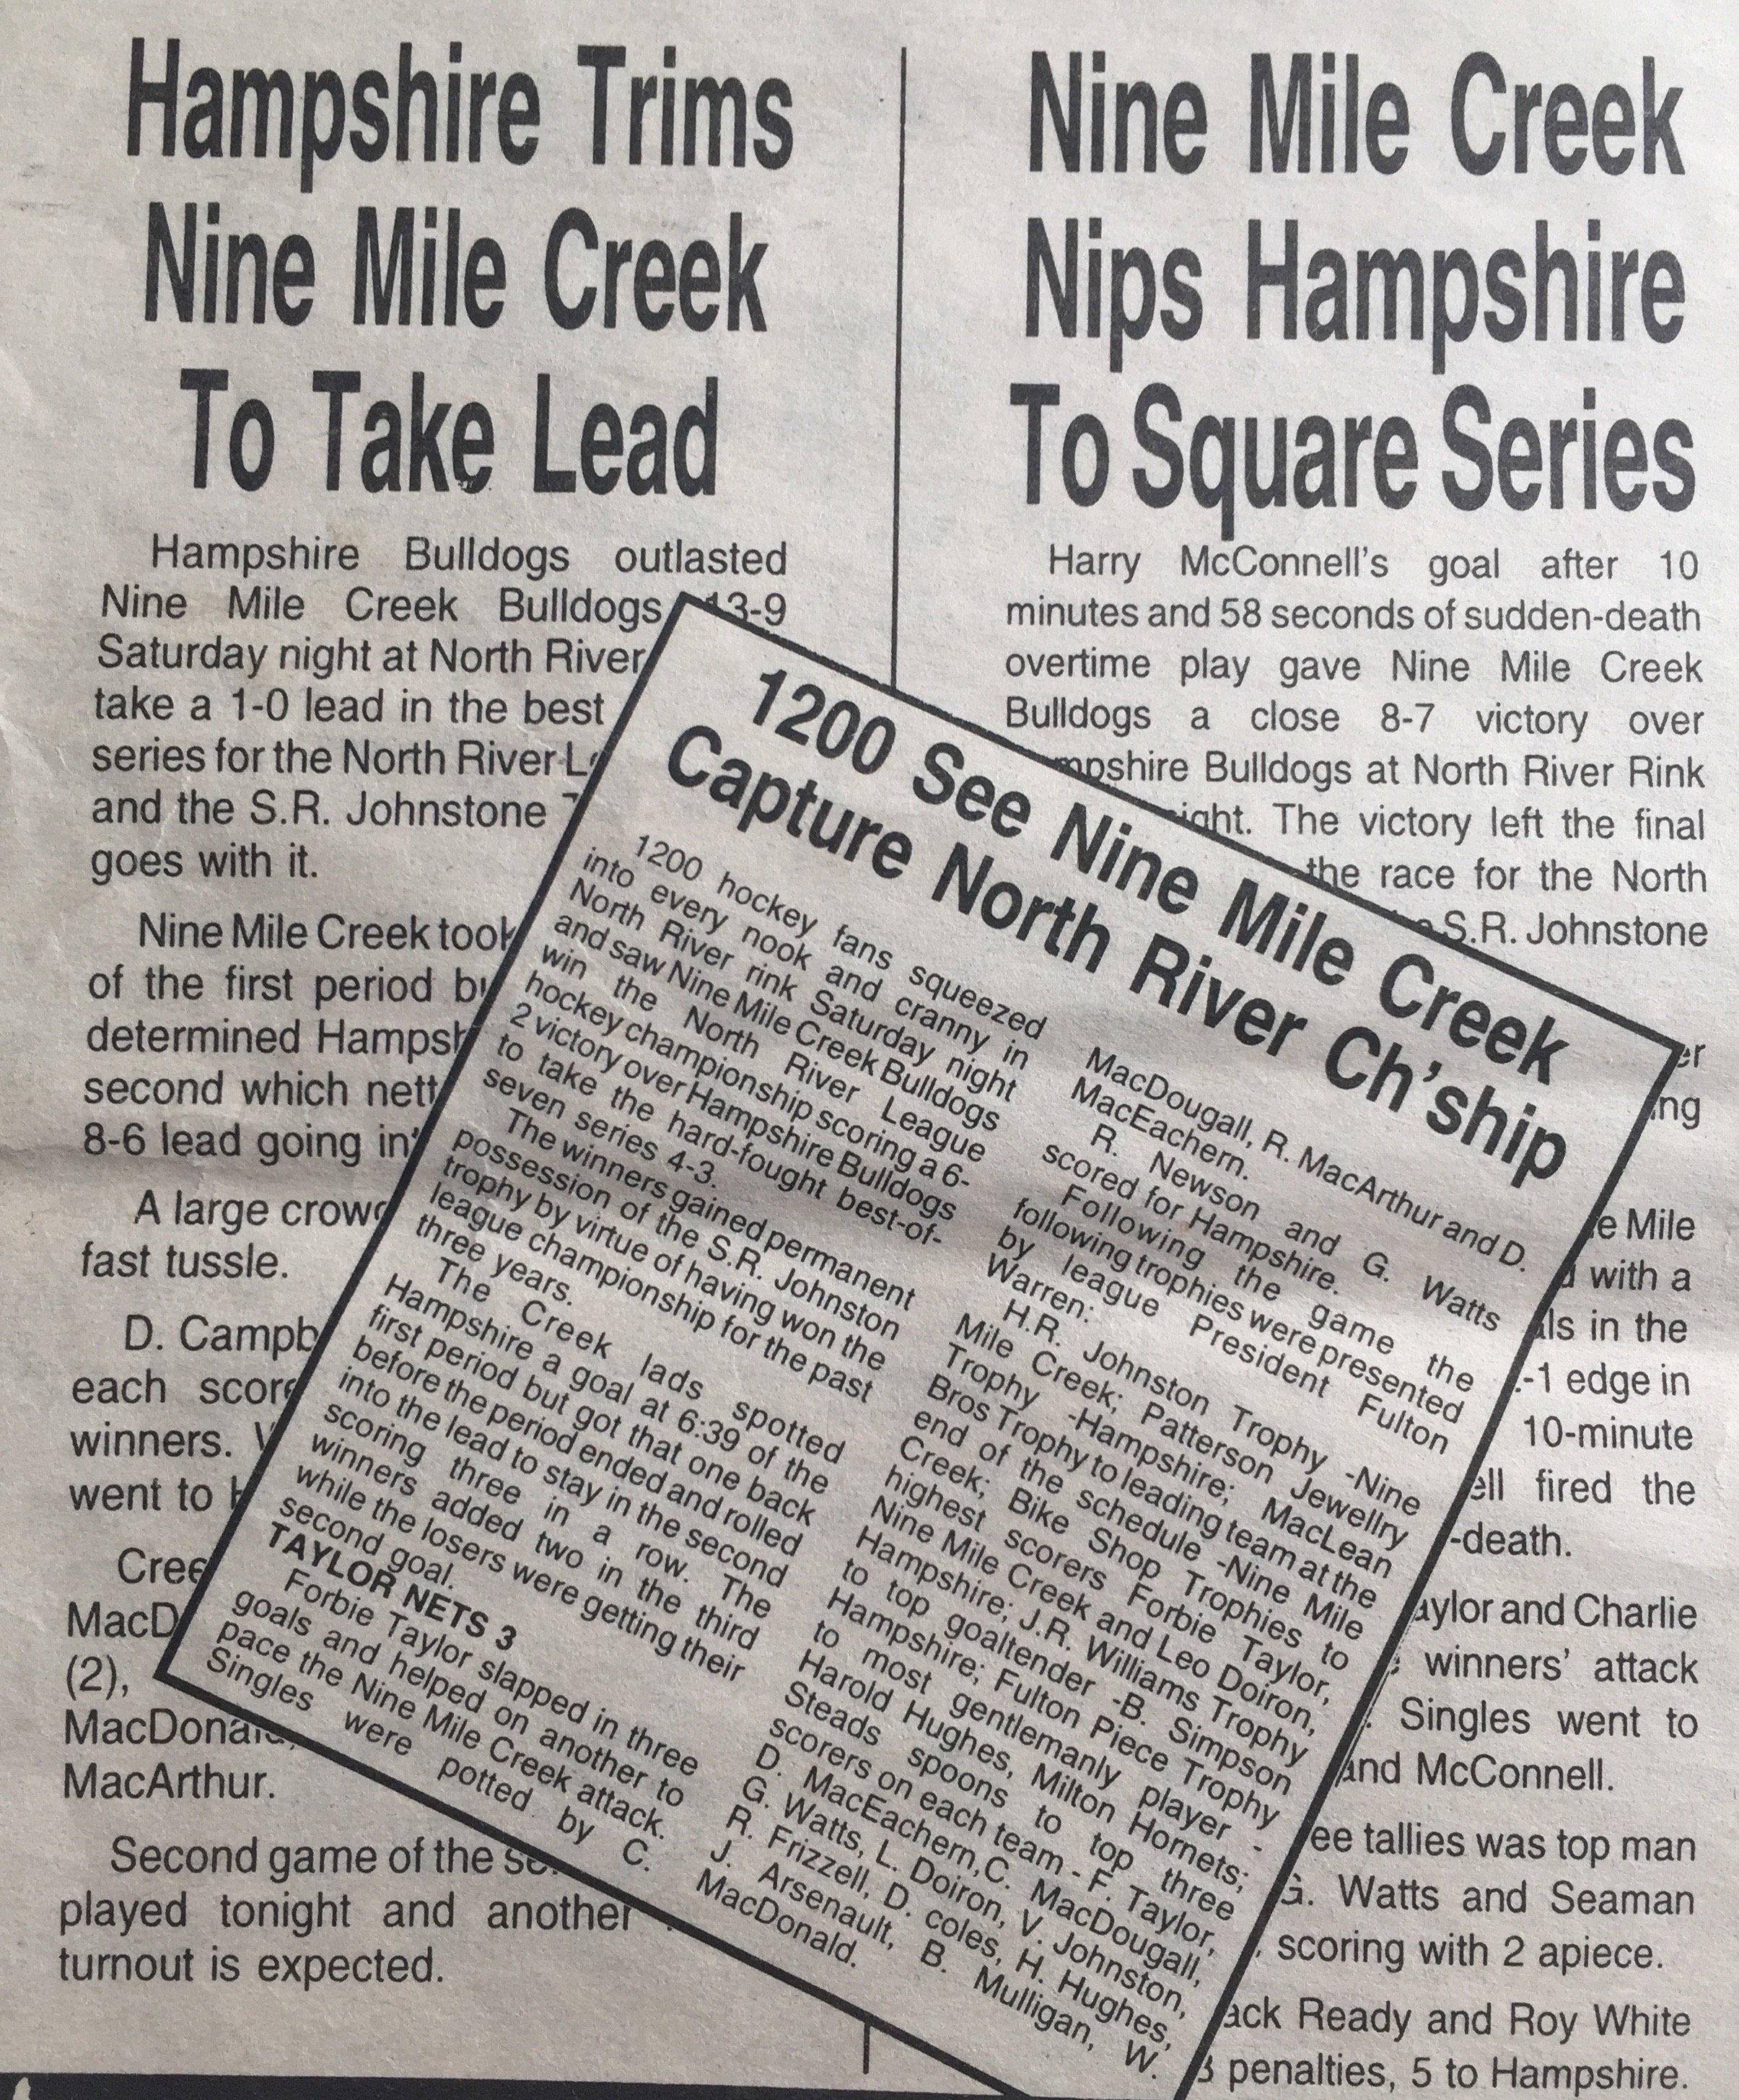 Hampshire Trims
Nine Mile Creek
To Take Lead
Hampshire Bulldogs outlasted
Nine Mile Creek Bulldogs 13-9
Saturday night at North River
take a 1-0 lead in the best
series for the North River
and the S.R. Johnstone
goes with it.
Nine Mile Creek took
of the first period
determined
second which
8-6 lead going
A large
fast tussle.
D.
each
winners.
went to
(2),
MacArthur.
Second game of the
played tonight and another
turnout is expected.
Nine Mile Creek
Nips Hampshire
To Square Series
Harry McConnell's goal after 10
minutes and 58 seconds of sudden-death
overtime play gave Nine Mile Creek
Bulldogs a close 8-7 victory over
Bulldogs at North River Rink
The victory left the final
the race for the North
S.R. Johnstone
Mile
with a
in the
-1 edge in
10-minute
fired the
-death.
and Charlie
winners' attack
Singles went to
and McConnell.
tallies was top man
G. Watts and Seaman
scoring with 2 apiece.
Ready and Roy White
penalties, 5 to Hampshire.
1200 See Nine Mile Creek
Capture North River Ch'ship
1200 hockey fans squeezed
into every nook and cranny in
North River rink Saturday night
and saw Nine Mile Creek Bulldogs
win the North River League
hockey championship scoring a 6-
2 victory over Hampshire Bulldogs
to take the hard-fought best-of-
seven series 4-3.
The winners gained permanent
possession of the S.R. Johnston
trophy by virtue of having won the
league championship for the past
three years.
The Creek lads spotted
Hampshire a goal at 6:39 of the
first period but got that one back
before the period ended and rolled
into the lead to stay in the second
scoring three in a row. The
winners added two in the third
while the losers were getting their
second goal.
TAYLOR NETS 3
Forbie Taylor slapped in three
goals and helped on another to
pace the Nine Mile Creek attack.
Singles were potted by C.
MacDougall, R. MacArthur and D.
MacEachern.
R. Newson and G. Watts
scored for Hampshire.
Following the game the
following trophies were presented
by league President Fulton
Warren:
H.R. Johnston Trophy -Nine
Mile Creek; Patterson Jewellry
Trophy -Hampshire; MacLean
Bros Trophy to leading team at the
end of the schedule -Nine Mile
Creek; Bike Shop Trophies to
highest scorers Forbie Taylor,
Nine Mile Creek and Leo Doiron,
Hampshire; J.R. Williams Trophy
to top goaltender -B. Simpson
Hampshire; Fulton Piece Trophy
to most gentlemanly player -
Harold Hughes, Milton Hornets;
Steads spoons to top three
scorers on each team - F. Taylor,
D. MacEachern, C. MacDougall,
G. Watts, L. Doiron, V. Johnston,
R. Frizzell, D. coles, H. Hughes,
J. Arsenault, B. Mulligan, W.
MacDonald.